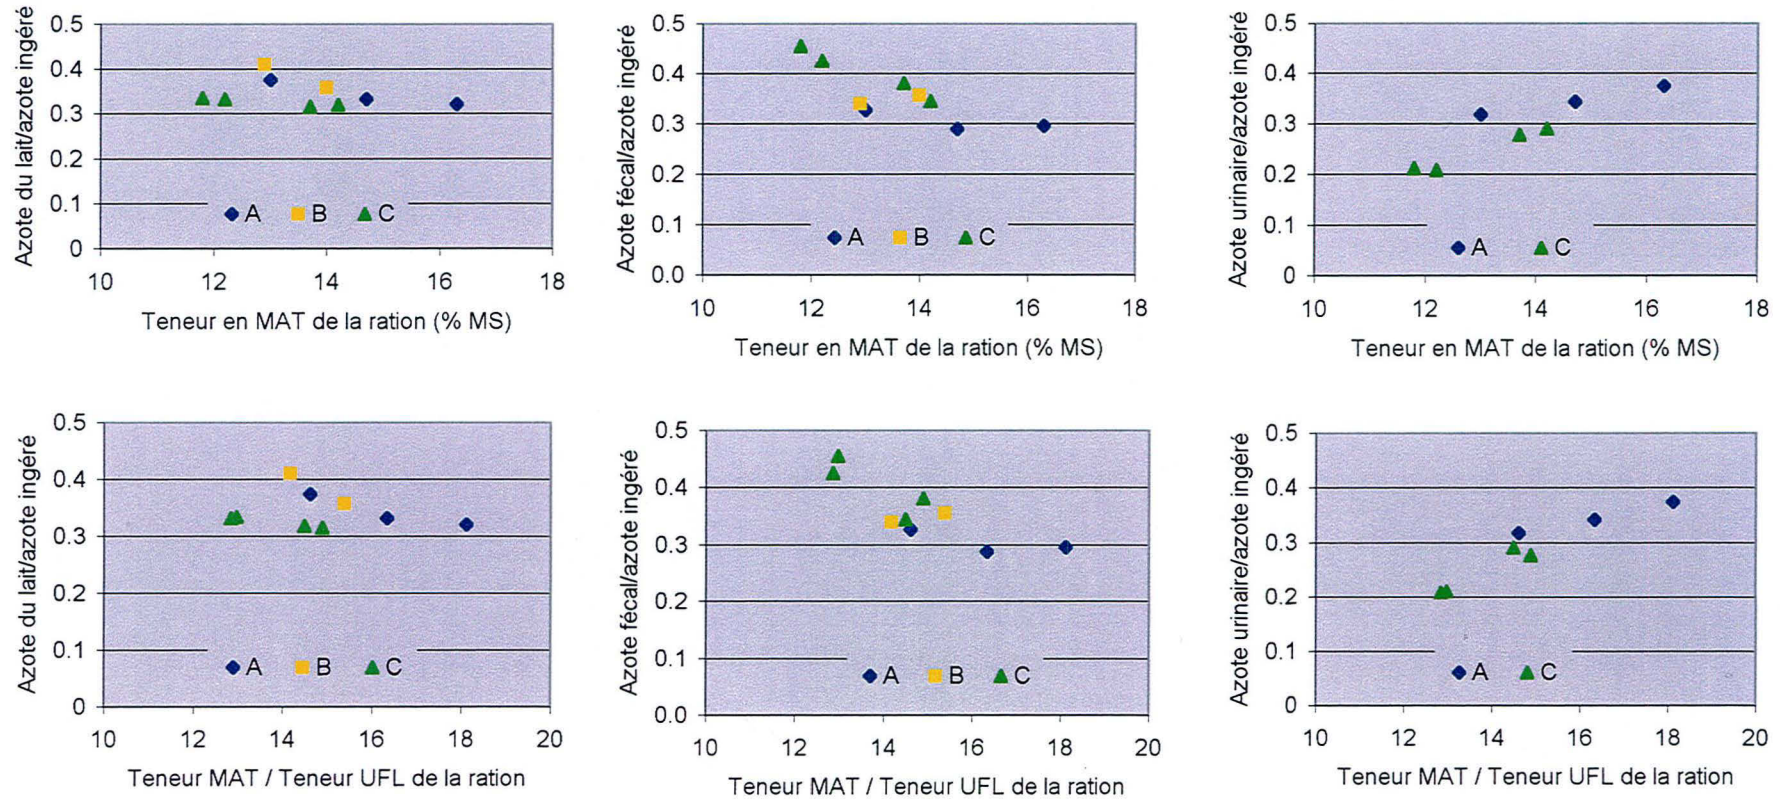 Azote du lait/azote ingéré
0.5
0.4
0.3
0.2
0.1
0
A B C
10 12 14 16 18
Teneur en MAT de la ration (% MS)
Azote fécal/azote ingéré
0.5
0.4
0.3
0.2
0.1
0.0
A B C
10 12 14 16 18
Teneur en MAT de la ration (% MS)
Azote urinaire/azote ingéré
0.5
0.4
0.3
0.2
0.1
0
A C
10 12 14 16 18
Teneur en MAT de la ration (% MS)
Azote du lait/azote ingéré
0.5
0.4
0.3
0.2
0.1
0
A B C
10 12 14 16 18 20
Teneur MAT / Teneur UFL de la ration
Azote fécal/azote ingéré
0.5
0.4
0.3
0.2
0.1
0.0
A B C
10 12 14 16 18 20
Teneur MAT / Teneur UFL de la ration
Azote urinaire/azote ingéré
0.5
0.4
0.3
0.2
0.1
0
A C
10 12 14 16 18 20
Teneur MAT / Teneur UFL de la ration